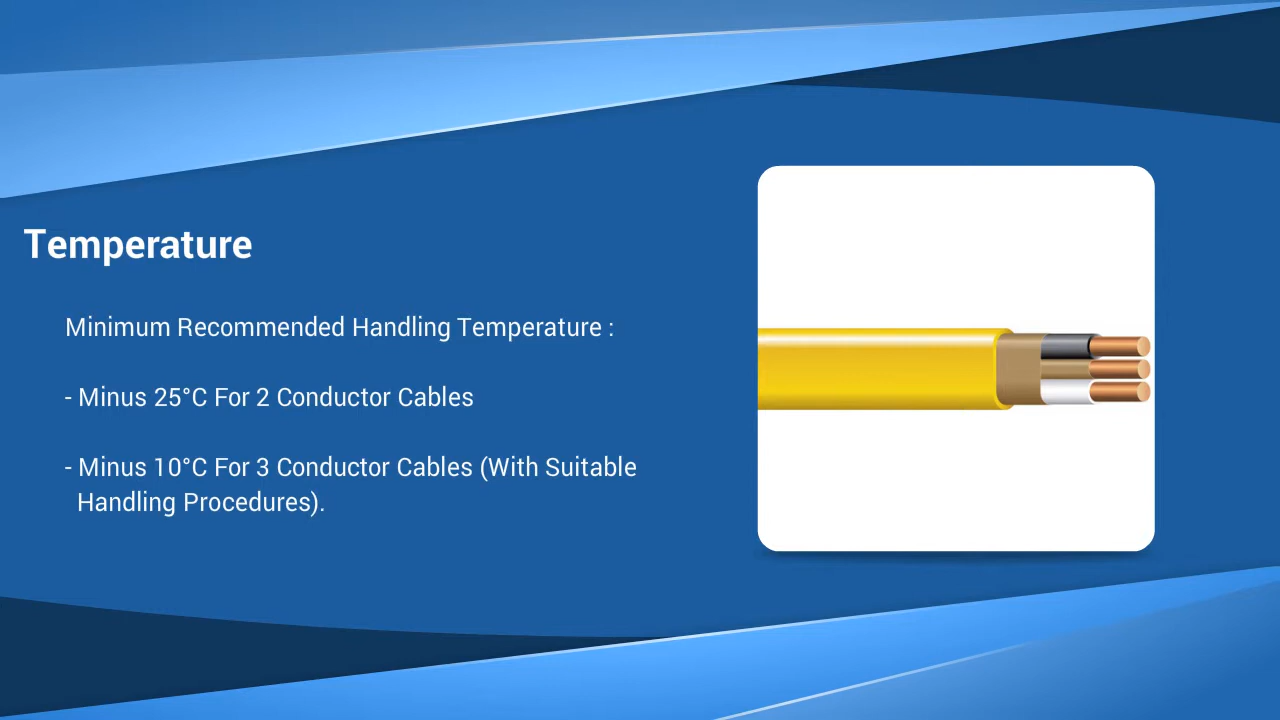 Temperature
Minimum Recommended Handling Temperature :
- Minus 25°C For 2 Conductor Cables
- Minus 10°C For 3 Conductor Cables (With Suitable
Handling Procedures).